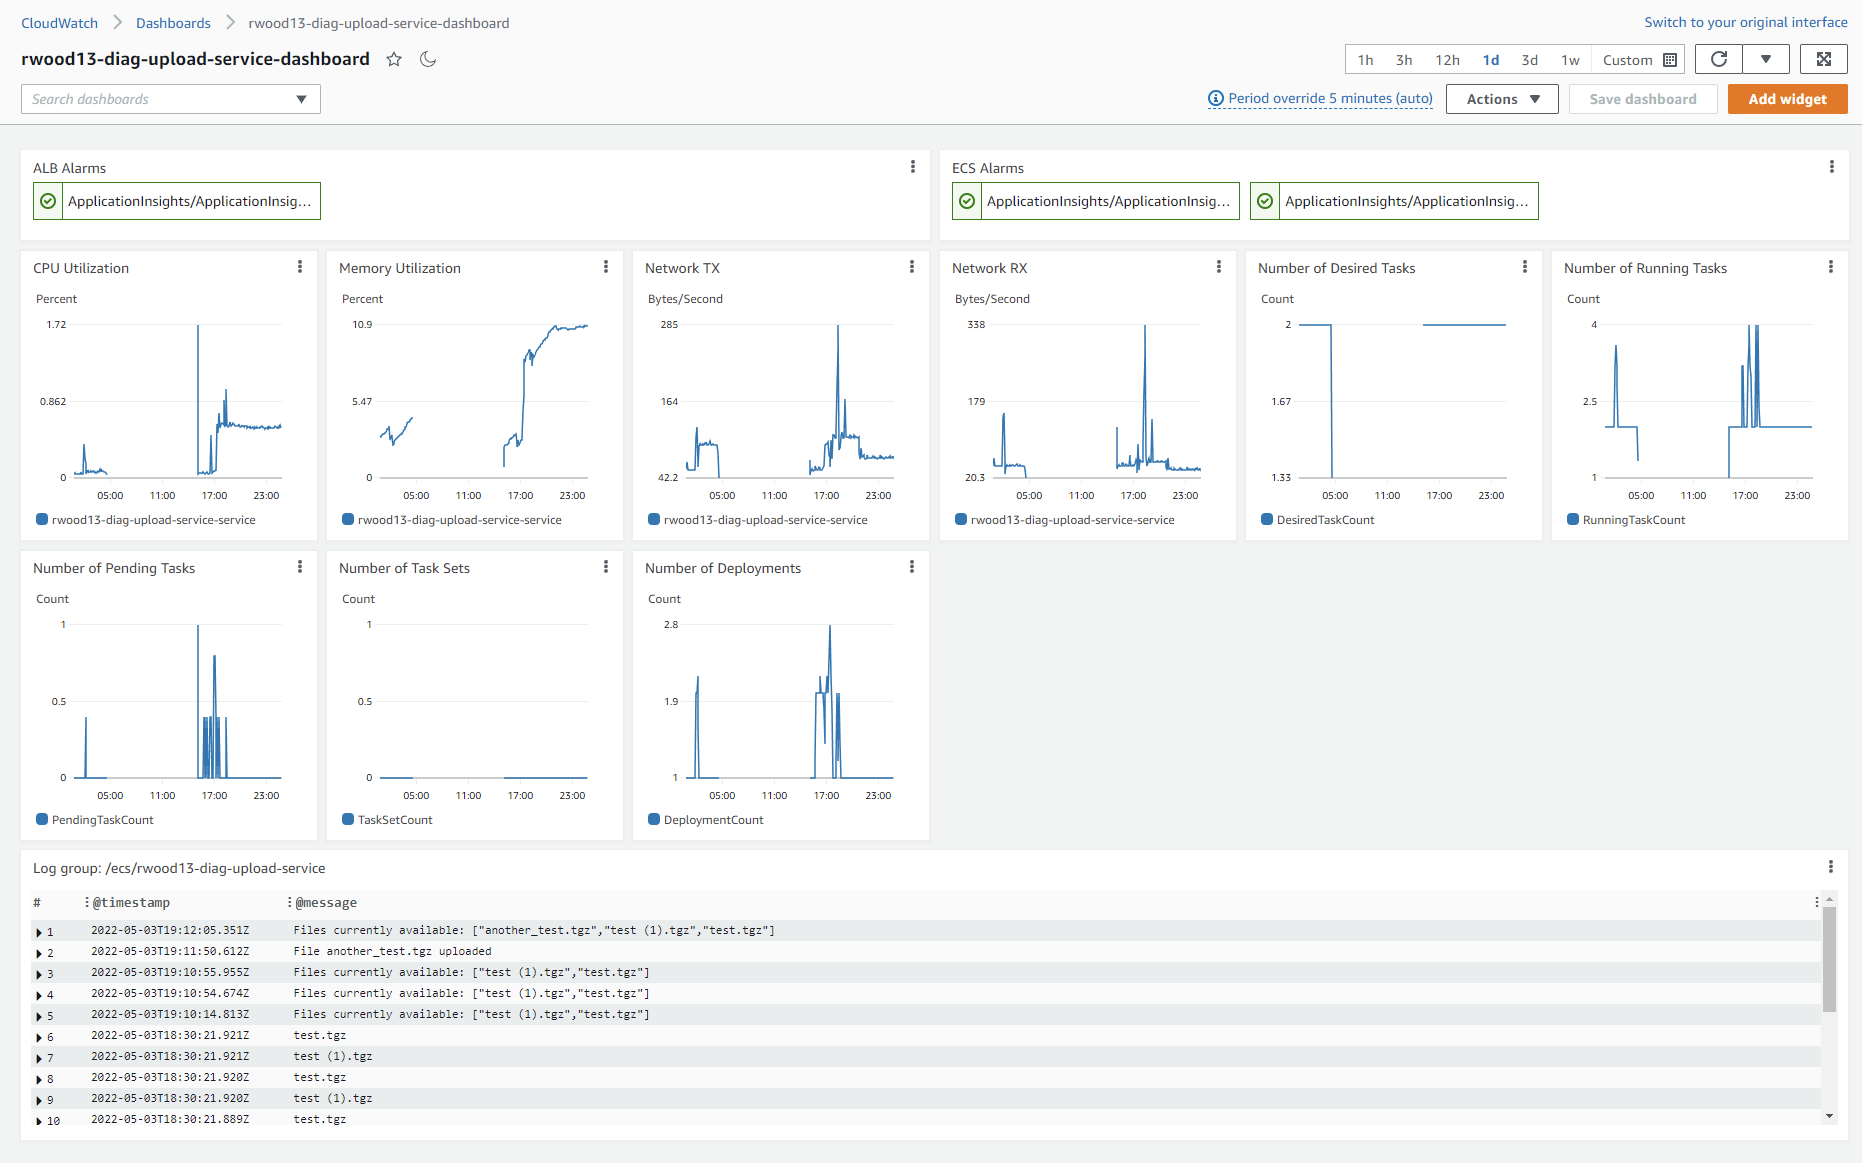 CloudWatch > Dashboards > rwood13-diag-upload-service-dashboard
Switch to your original interface
rwood13-diag-upload-service-dashboard
1h 3h 12h 1d 3d 1w Custom
Search dashboards
Period override 5 minutes (auto)
Actions
Save dashboard
Add widget
ALB Alarms
ApplicationInsights/ApplicationInsig...
ECS Alarms
ApplicationInsights/ApplicationInsig...
ApplicationInsights/ApplicationInsig...
CPU Utilization
Percent
1.72
0.862
0
05:00 11:00 17:00 23:00
rwood13-diag-upload-service-service
Memory Utilization
Percent
10.9
5.47
0
05:00 11:00 17:00 23:00
rwood13-diag-upload-service-service
Network TX
Bytes/Second
285
164
42.2
05:00 11:00 17:00 23:00
rwood13-diag-upload-service-service
Network RX
Bytes/Second
338
179
20.3
05:00 11:00 17:00 23:00
rwood13-diag-upload-service-service
Number of Desired Tasks
Count
2
1.67
1.33
05:00 11:00 17:00 23:00
DesiredTaskCount
Number of Running Tasks
Count
4
2.5
1
05:00 11:00 17:00 23:00
RunningTaskCount
Number of Pending Tasks
Count
1
0.5
0
05:00 11:00 17:00 23:00
PendingTaskCount
Number of Task Sets
Count
1
0.5
0
05:00 11:00 17:00 23:00
TaskSetCount
Number of Deployments
Count
2.8
1.9
1
05:00 11:00 17:00 23:00
DeploymentCount
Log group: /ecs/rwood13-diag-upload-service
# @timestamp @message
1 2022-05-03T19:12:05.351Z Files currently available: ["another_test.tgz","test (1).tgz","test.tgz"]
2 2022-05-03T19:11:50.612Z File another_test.tgz uploaded
3 2022-05-03T19:10:55.955Z Files currently available: ["test (1).tgz","test.tgz"]
4 2022-05-03T19:10:54.674Z Files currently available: ["test (1).tgz","test.tgz"]
5 2022-05-03T19:10:14.813Z Files currently available: ["test (1).tgz","test.tgz"]
6 2022-05-03T18:30:21.921Z test.tgz
7 2022-05-03T18:30:21.921Z test (1).tgz
8 2022-05-03T18:30:21.920Z test.tgz
9 2022-05-03T18:30:21.920Z test (1).tgz
10 2022-05-03T18:30:21.889Z test.tgz